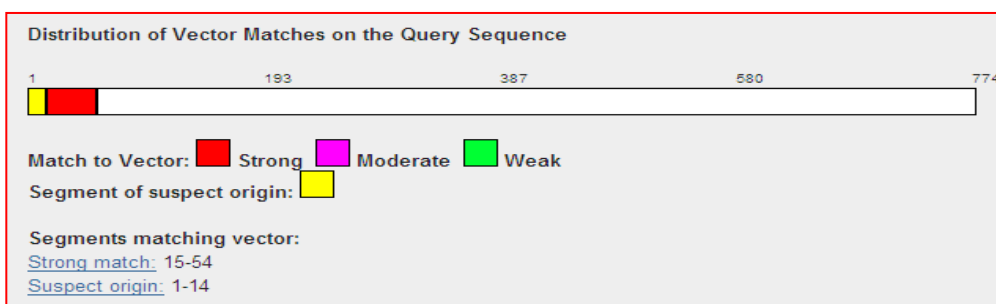 Distribution of Vector Matches on the Query Sequence
1 193 387 580 774
Match to Vector: Strong Moderate Weak
Segment of suspect origin:
Segments matching vector:
Strong match: 15-54
Suspect origin: 1-14